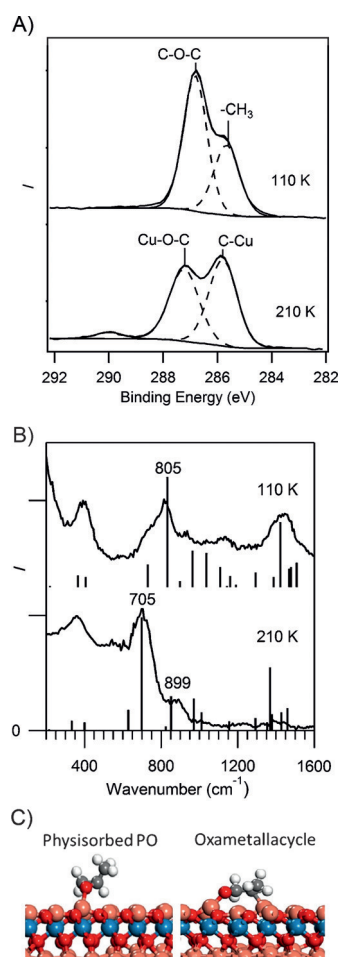 A)
C-O-C
-CH3
I
110 K
Cu-O-C
C-Cu
210 K
292 290 288 286 284 282
Binding Energy (eV)
B)
805
110 K
I
705
210 K
899
0
400 800 1200 1600
Wavenumber (cm-1)
C)
Physisorbed PO Oxametallacycle